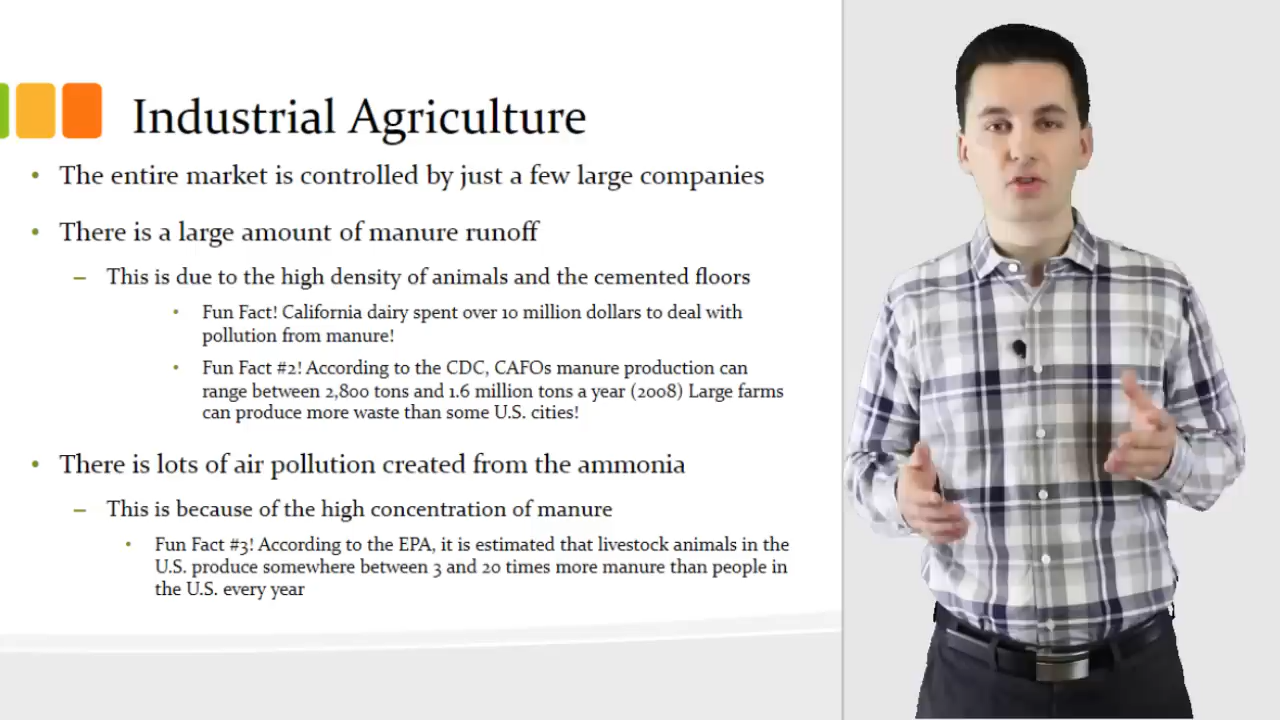 Industrial Agriculture
• The entire market is controlled by just a few large companies
• There is a large amount of manure runoff
– This is due to the high density of animals and the cemented floors
• Fun Fact! California dairy spent over 10 million dollars to deal with
pollution from manure!
• Fun Fact #2! According to the CDC, CAFOs manure production can
range between 2,800 tons and 1.6 million tons a year (2008) Large farms
can produce more waste than some U.S. cities!
• There is lots of air pollution created from the ammonia
– This is because of the high concentration of manure
• Fun Fact #3! According to the EPA, it is estimated that livestock animals in the
U.S. produce somewhere between 3 and 20 times more manure than people in
the U.S. every year